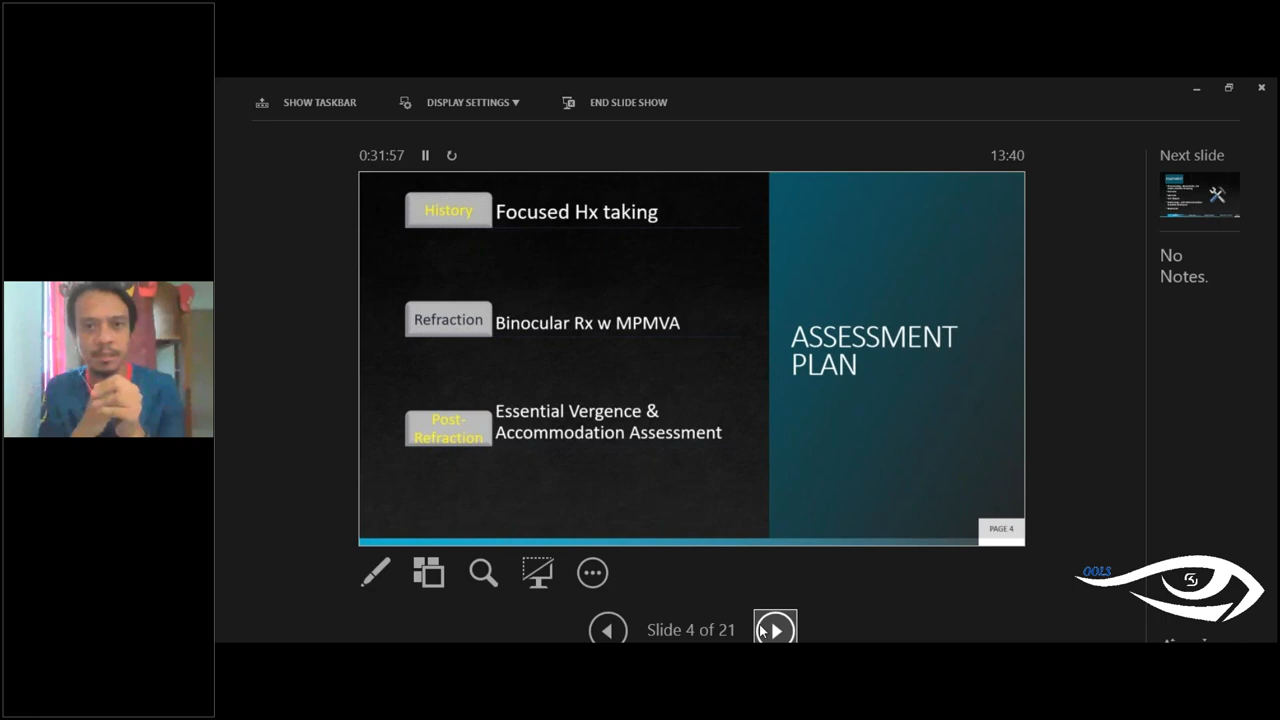 SHOW TASKBAR
DISPLAY SETTINGS ▼
END SLIDE SHOW
0:31:57
13:40
Next slide
History
Focused Hx taking
No
Notes.
Refraction
Binocular Rx w MPMVA
ASSESSMENT
PLAN
Post-
Refraction
Essential Vergence &
Accommodation Assessment
PAGE 4
OOLS
Slide 4 of 21